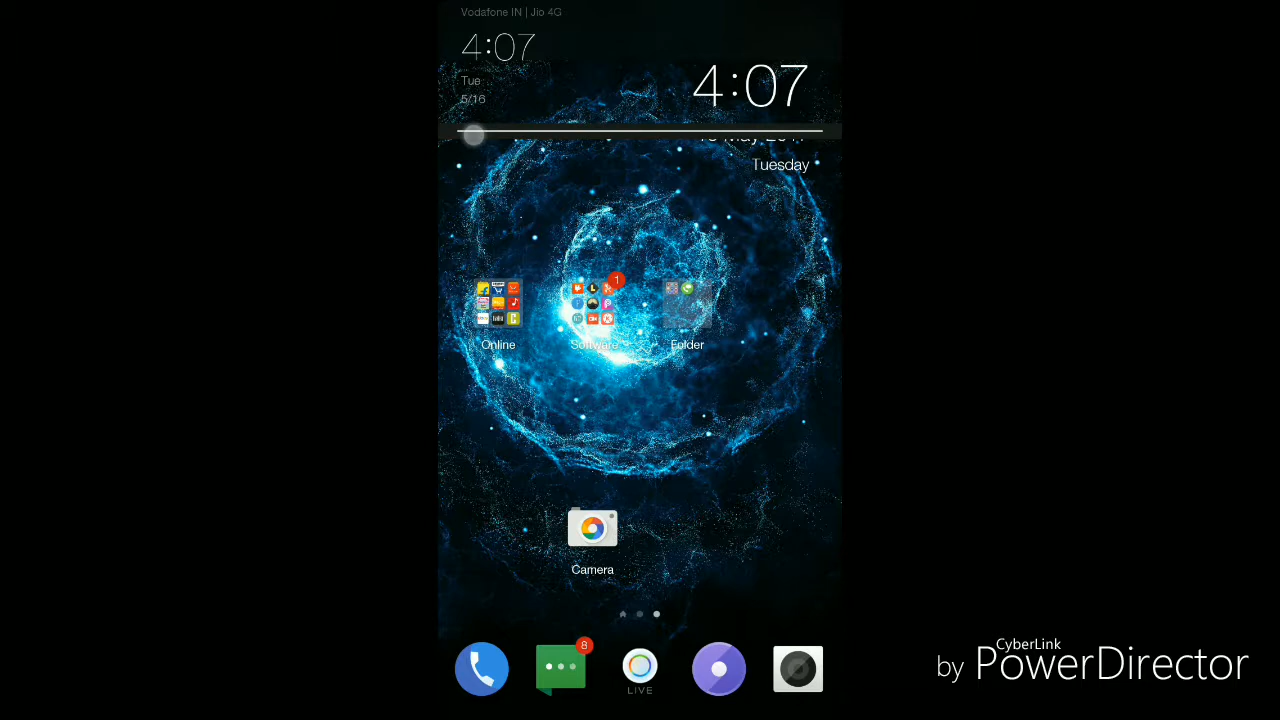 Vodafone IN | Jio 4G
4:07
Tue
5/16
4:07
Tuesday
1
Online
Software
Folder
Camera
8
LIVE
CyberLink
by PowerDirector